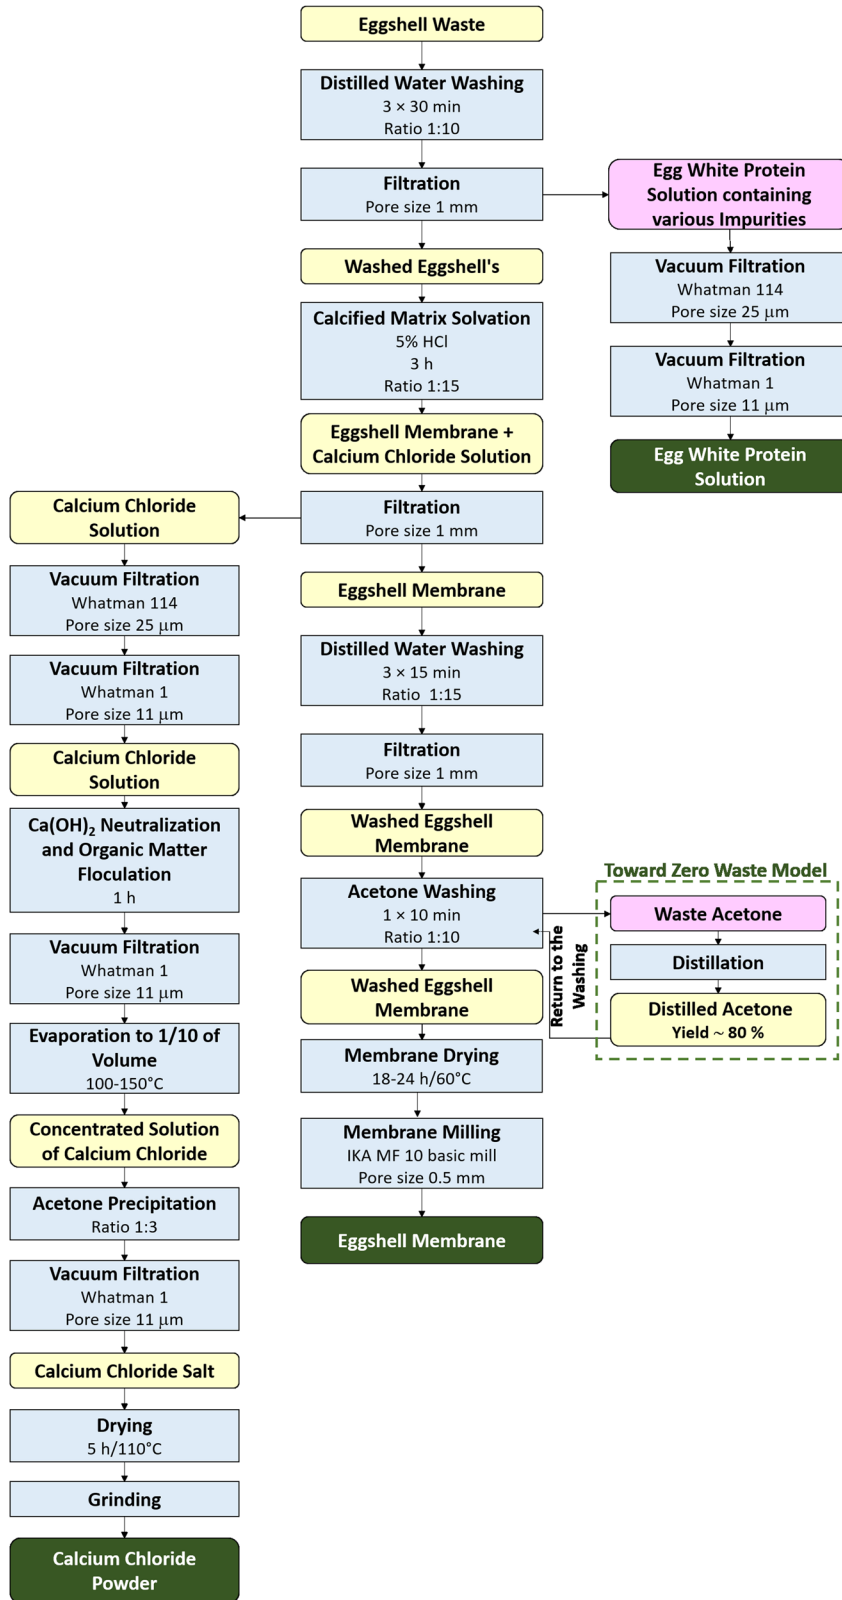 Eggshell Waste
Distilled Water Washing
3 × 30 min
Ratio 1:10
Filtration
Pore size 1 mm
Egg White Protein
Solution containing
various Impurities
Vacuum Filtration
Whatman 114
Pore size 25 µm
Vacuum Filtration
Whatman 1
Pore size 11 µm
Egg White Protein
Solution
Washed Eggshell's
Calcified Matrix Solvation
5% HCl
3 h
Ratio 1:15
Eggshell Membrane +
Calcium Chloride Solution
Filtration
Pore size 1 mm
Calcium Chloride
Solution
Vacuum Filtration
Whatman 114
Pore size 25 µm
Vacuum Filtration
Whatman 1
Pore size 11 µm
Calcium Chloride
Solution
Ca(OH)₂ Neutralization
and Organic Matter
Floculation
1 h
Vacuum Filtration
Whatman 1
Pore size 11 µm
Evaporation to 1/10 of
Volume
100-150°C
Concentrated Solution
of Calcium Chloride
Acetone Precipitation
Ratio 1:3
Vacuum Filtration
Whatman 1
Pore size 11 µm
Calcium Chloride Salt
Drying
5 h/110°C
Grinding
Calcium Chloride
Powder
Eggshell Membrane
Distilled Water Washing
3 × 15 min
Ratio 1:15
Filtration
Pore size 1 mm
Washed Eggshell
Membrane
Acetone Washing
1 × 10 min
Ratio 1:10
Toward Zero Waste Model
Waste Acetone
Distillation
Distilled Acetone
Yield ~ 80 %
Return to the
Washing
Washed Eggshell
Membrane
Membrane Drying
18-24 h/60°C
Membrane Milling
IKA MF 10 basic mill
Pore size 0.5 mm
Eggshell Membrane